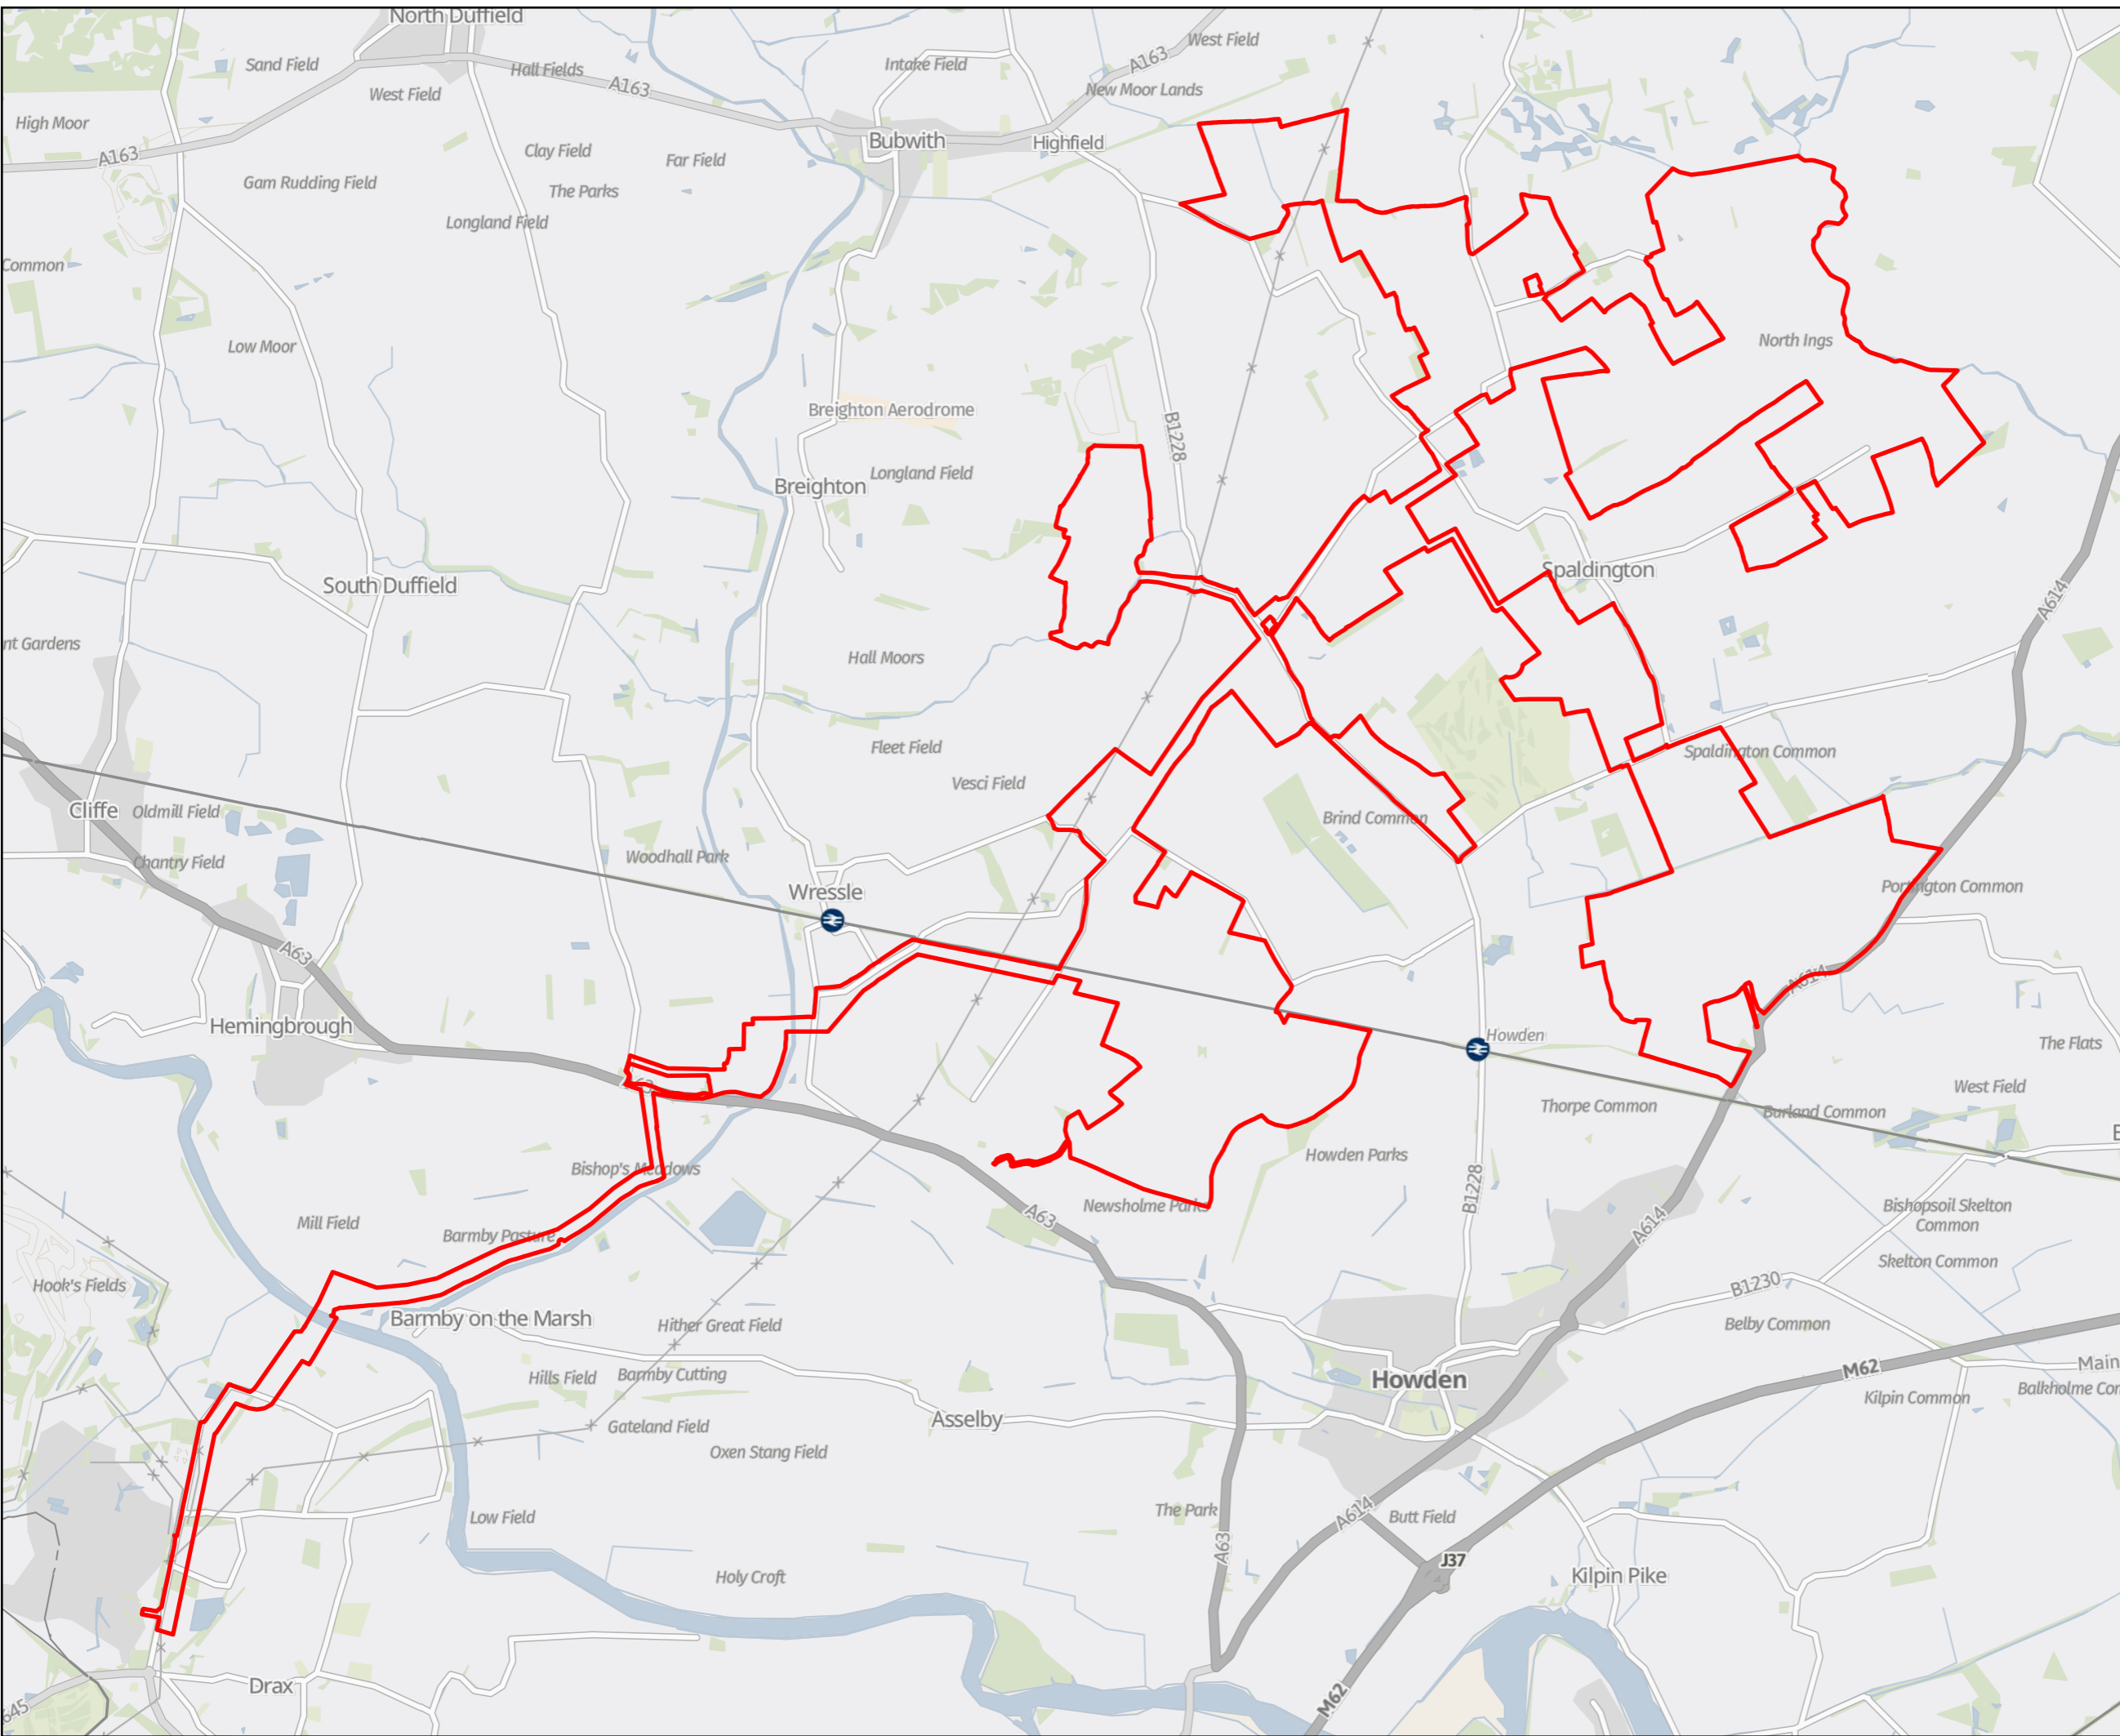 North Duffield
Sand Field
Hall Fields
West Field
A163
West Field
Intake Field
A163
New Moor Lands
High Moor
A163
Clay Field
Far Field
Bubwith
Highfield
Gam Rudding Field
The Parks
Longland Field
Common
Low Moor
North Ings
Breighton Aerodrome
B1228
Longland Field
Breighton
South Duffield
Spaldington
A614
nt Gardens
Hall Moors
Fleet Field
Spaldington Common
Vesci Field
Cliffe
Oldmill Field
Brind Common
Chantry Field
Woodhall Park
Wressle
Portington Common
A63
A614
Hemingbrough
Howden
The Flats
A63
West Field
Thorpe Common
Burland Common
Bishop's Meadows
Howden Parks
B1228
Newsholme Parks
A63
Bishopsoil Skelton
Common
A614
Mill Field
Barmby Pasture
Skelton Common
Hook's Fields
B1230
Barmby on the Marsh
Hither Great Field
Belby Common
Hills Field
Barmby Cutting
Howden
M62
Main
Balkholme Cor
Kilpin Common
Asselby
Gateland Field
Oxen Stang Field
Low Field
The Park
A614
Butt Field
A63
J37
Holy Croft
Kilpin Pike
Drax
M62
645